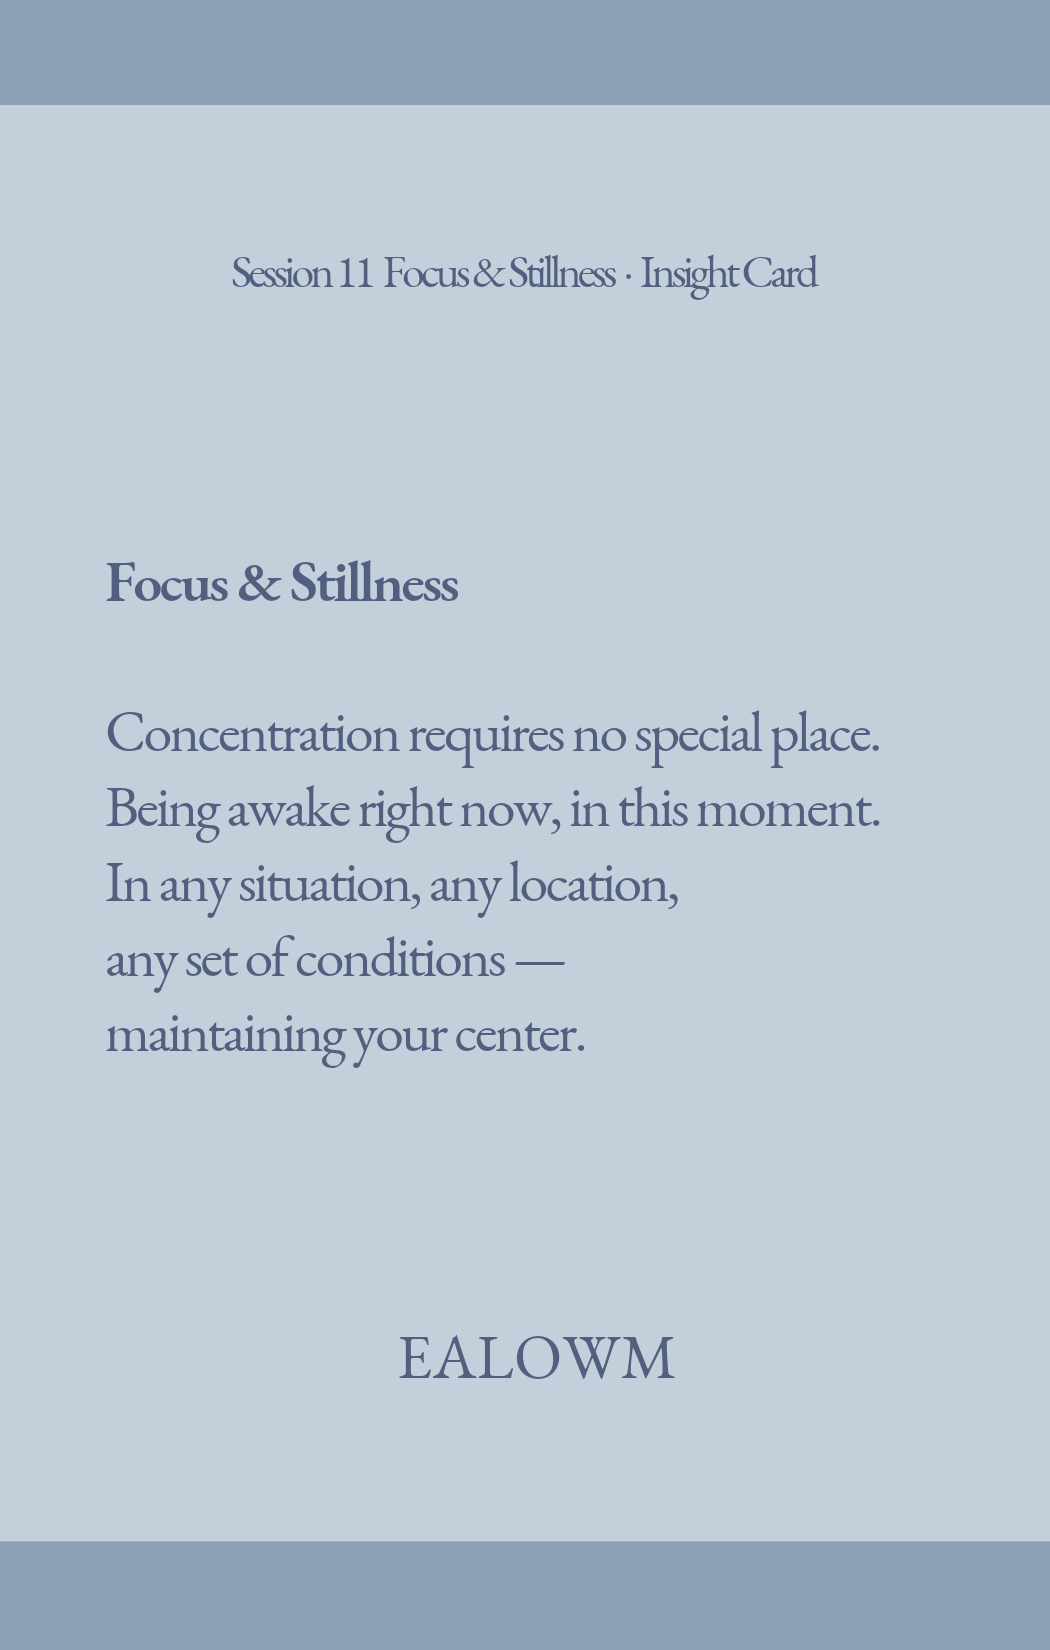 Session 11 Focus & Stillness · Insight Card
Focus & Stillness
Concentration requires no special place.
Being awake right now, in this moment.
In any situation, any location,
any set of conditions —
maintaining your center.
EALOWM